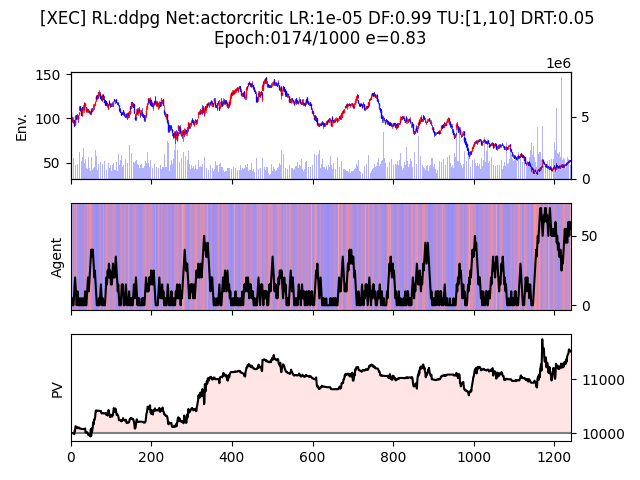 [XEC] RL:ddpg Net:actorcritic LR:1e-05 DF:0.99 TU:[1,10] DRT:0.05
Epoch:0174/1000 e=0.83
1e6
150
100
50
5
0
Env.
50
0
Agent
11000
10000
PV
0 200 400 600 800 1000 1200